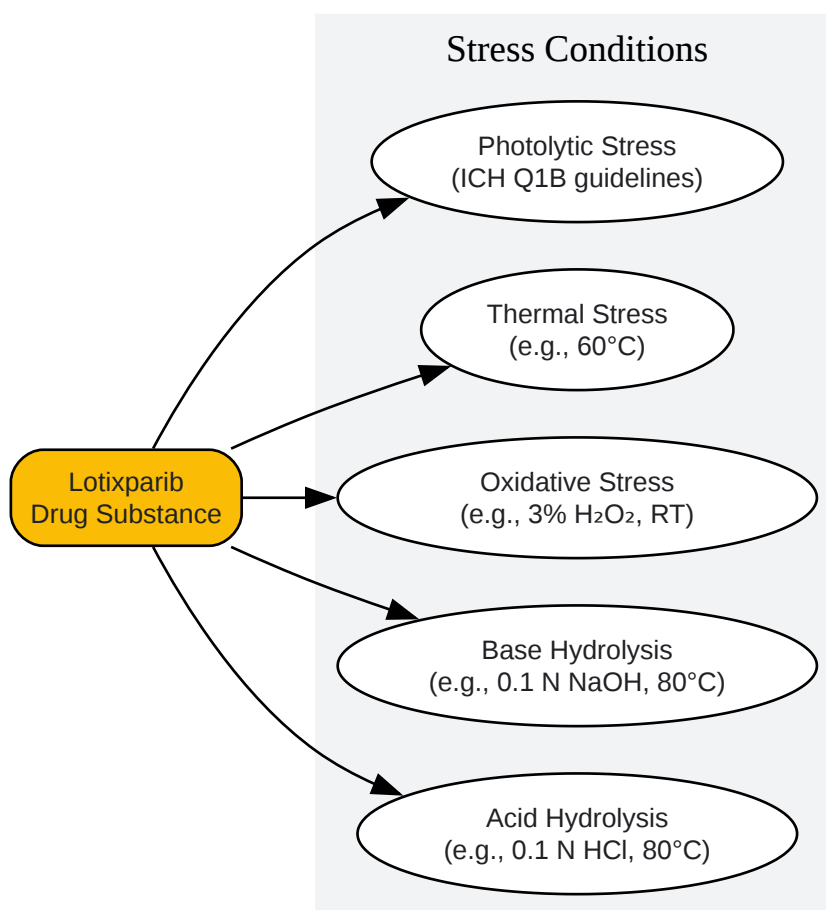 Stress Conditions
Photolytic Stress
(ICH Q1B guidelines)
Thermal Stress
(e.g., 60°C)
Lotixparib
Drug Substance
Oxidative Stress
(e.g., 3% H₂O₂, RT)
Base Hydrolysis
(e.g., 0.1 N NaOH, 80°C)
Acid Hydrolysis
(e.g., 0.1 N HCl, 80°C)